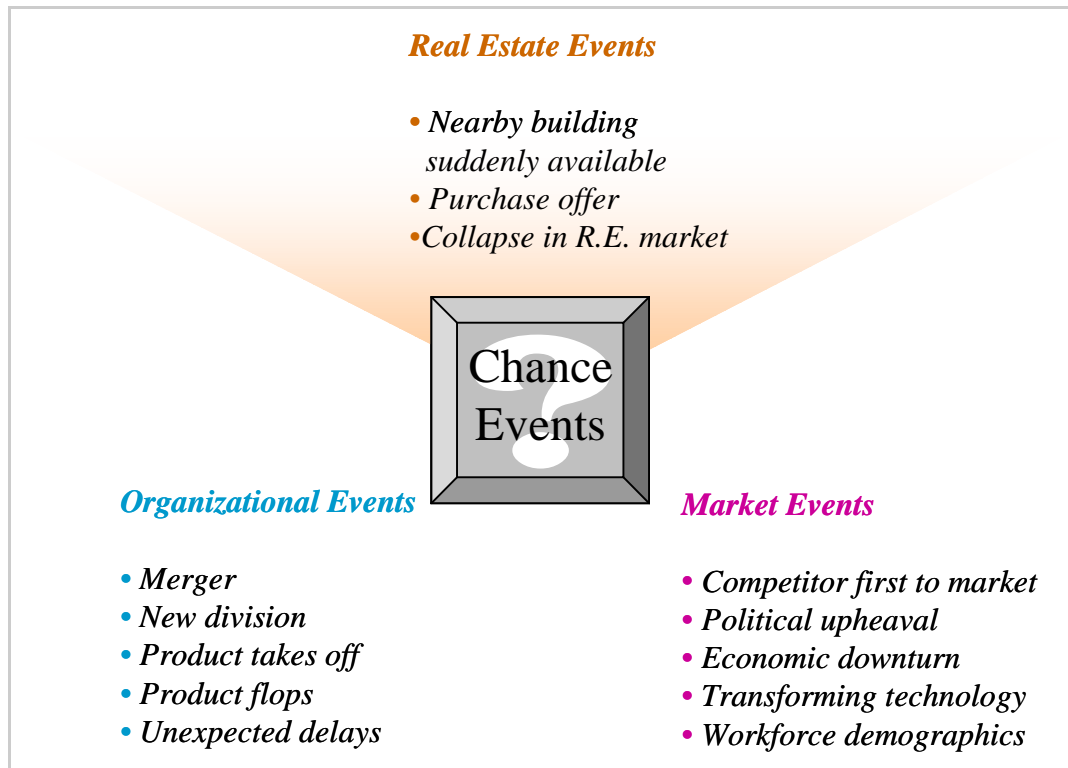 Real Estate Events
• Nearby building
suddenly available
• Purchase offer
•Collapse in R.E. market
?
Chance
Events
Organizational Events
• Merger
• New division
• Product takes off
• Product flops
• Unexpected delays
Market Events
• Competitor first to market
• Political upheaval
• Economic downturn
• Transforming technology
• Workforce demographics